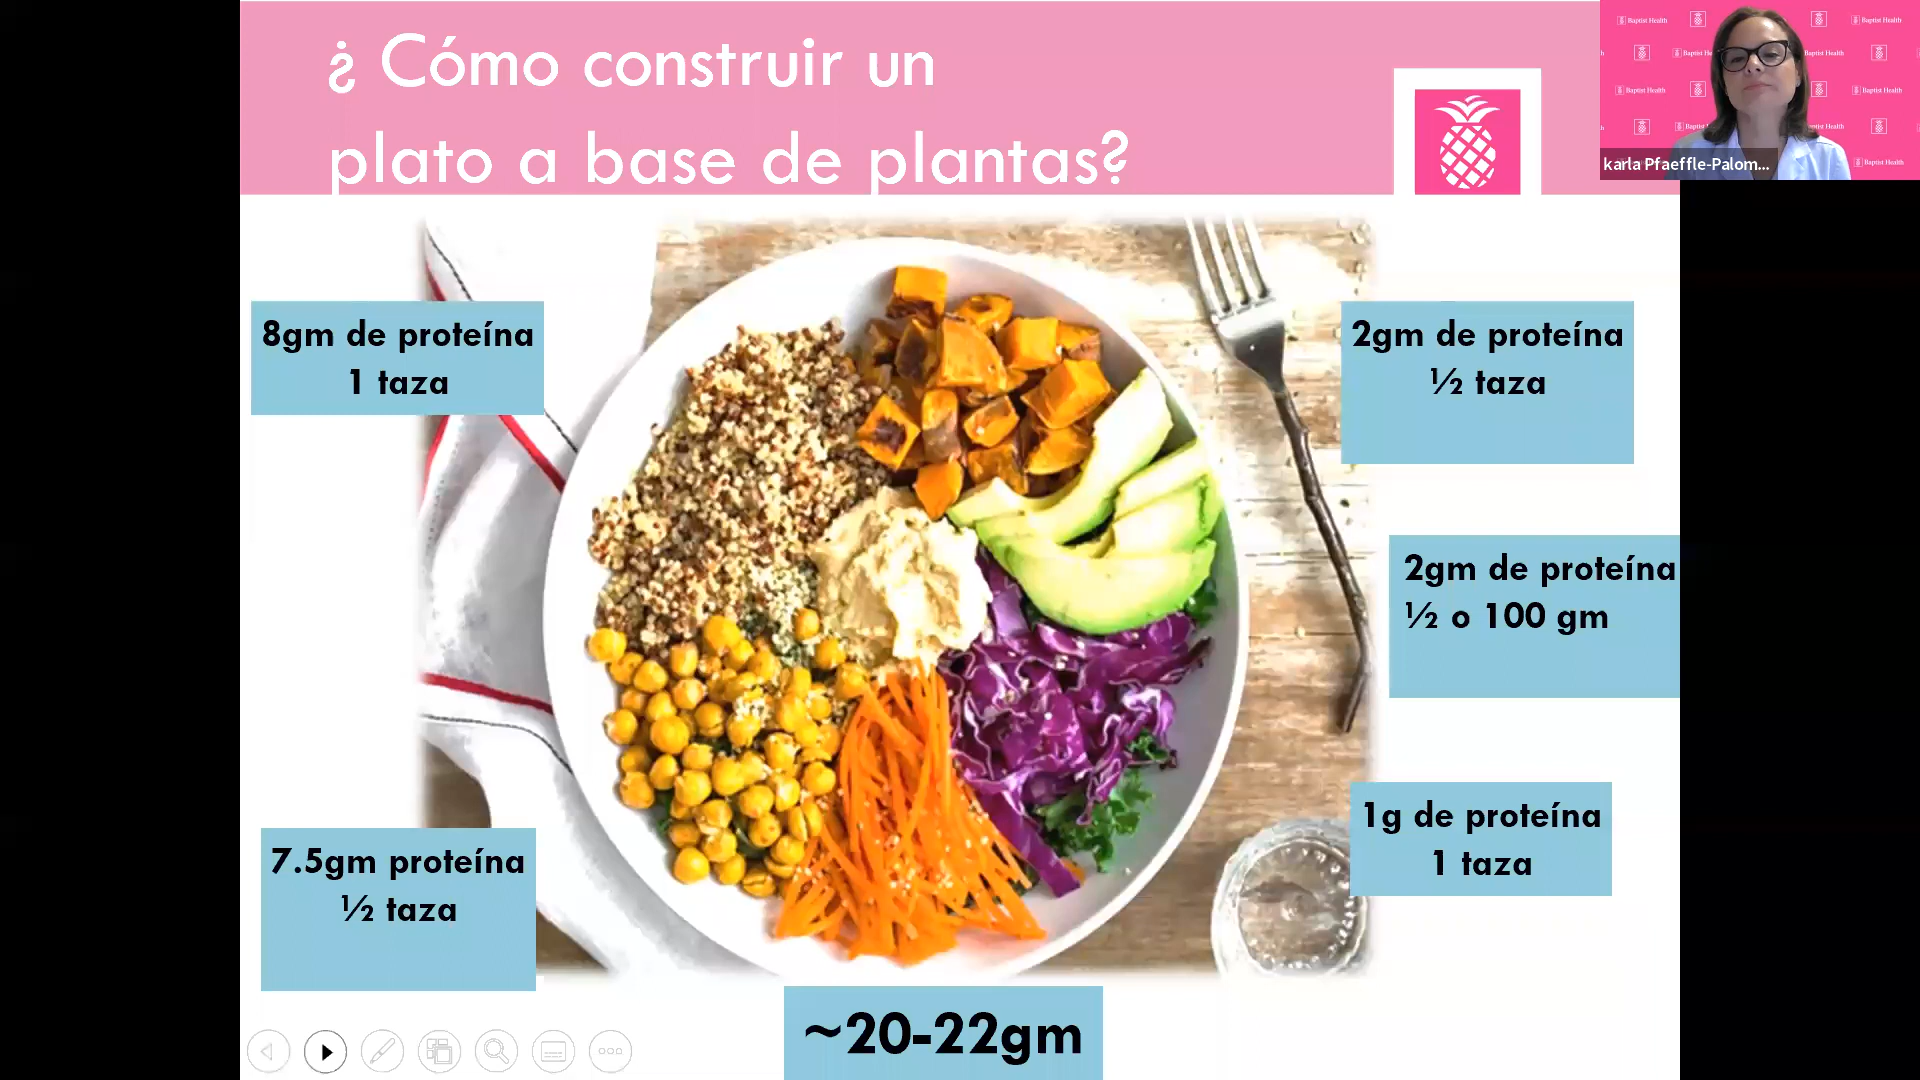 ¿ Cómo construir un
plato a base de plantas?
Baptist Health
karla Pfaeffle-Palom...
8gm de proteína
1 taza
2gm de proteína
½ taza
2gm de proteína
½ o 100 gm
7.5gm proteína
½ taza
1g de proteína
1 taza
~20-22gm